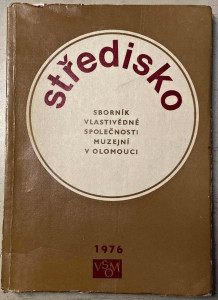 středisko
SBORNÍK
VLASTIVĚDNÉ
SPOLEČNOSTI
MUZEJNÍ
V OLOMOUCI
1976
VSMO